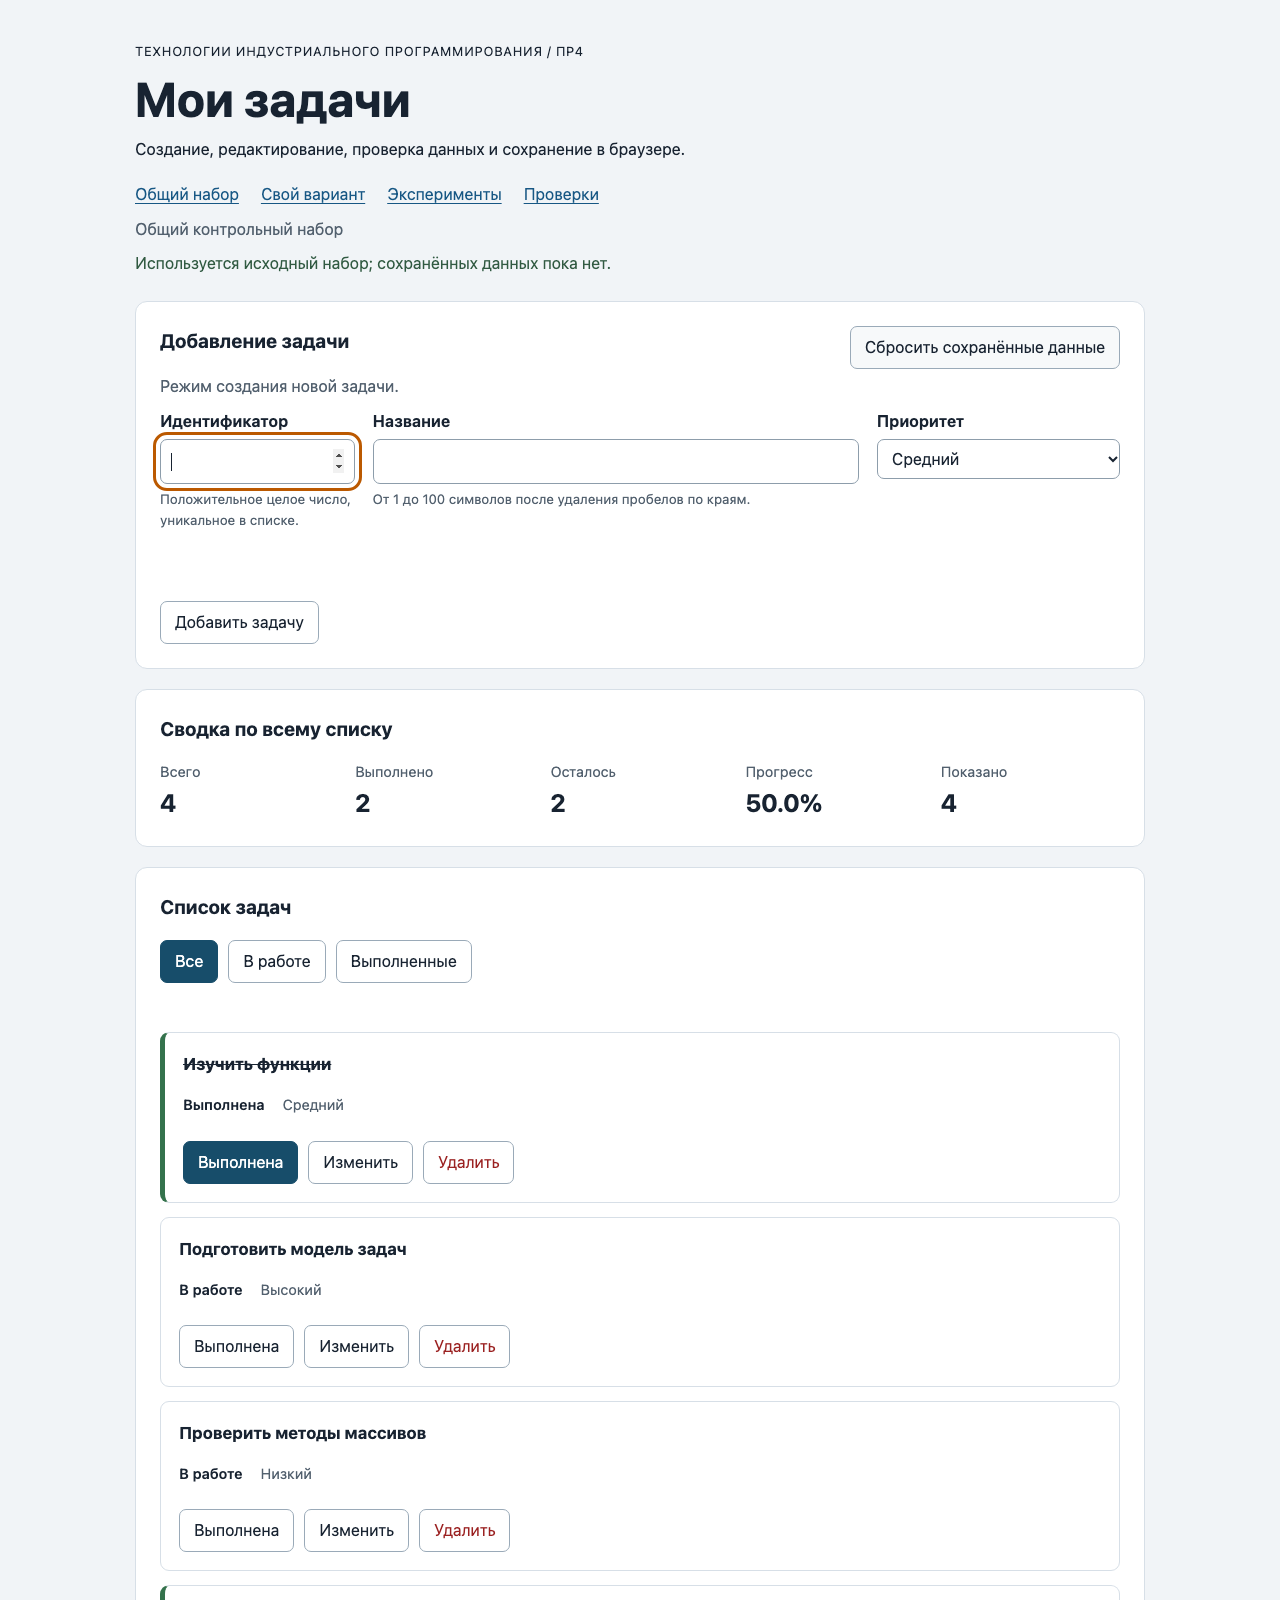 ТЕХНОЛОГИИ ИНДУСТРИАЛЬНОГО ПРОГРАММИРОВАНИЯ / ПР4
Мои задачи
Создание, редактирование, проверка данных и сохранение в браузере.
Общий набор Свой вариант Эксперименты Проверки
Общий контрольный набор
Используется исходный набор; сохранённых данных пока нет.
Добавление задачи
Сбросить сохранённые данные
Режим создания новой задачи.
Идентификатор Название Приоритет
Средний
Положительное целое число, От 1 до 100 символов после удаления пробелов по краям.
уникальное в списке.
Добавить задачу
Сводка по всему списку
Всего Выполнено Осталось Прогресс Показано
4 2 2 50.0% 4
Список задач
Все В работе Выполненные
Изучить функции
Выполнена Средний
Выполнена Изменить Удалить
Подготовить модель задач
В работе Высокий
Выполнена Изменить Удалить
Проверить методы массивов
В работе Низкий
Выполнена Изменить Удалить